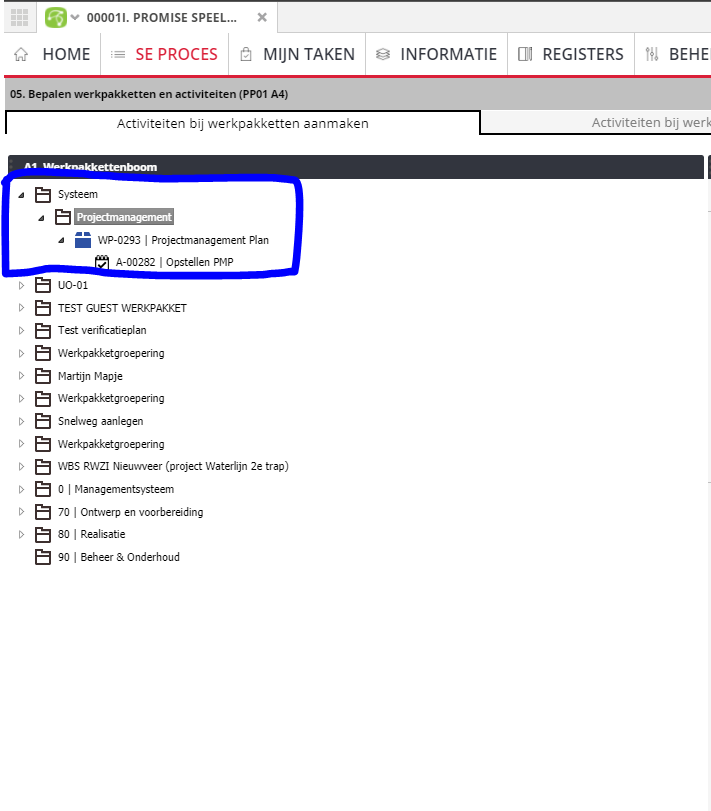 00001I. PROMISE SPEEL...
HOME SE PROCES MIJN TAKEN INFORMATIE REGISTERS BEHE
05. Bepalen werkpakketten en activiteiten (PP01 A4)
Activiteiten bij werkpakketten aanmaken Activiteiten bij werk
A1. Werkpakkettenboom
Systeem
Projectmanagement
WP-0293 | Projectmanagement Plan
A-00282 | Opstellen PMP
UO-01
TEST GUEST WERKPAKKET
Test verificatieplan
Werkpakketgroepering
Martijn Mapje
Werkpakketgroepering
Snelweg aanlegen
Werkpakketgroepering
WBS RWZI Nieuwveer (project Waterlijn 2e trap)
0 | Managementsysteem
70 | Ontwerp en voorbereiding
80 | Realisatie
90 | Beheer & Onderhoud